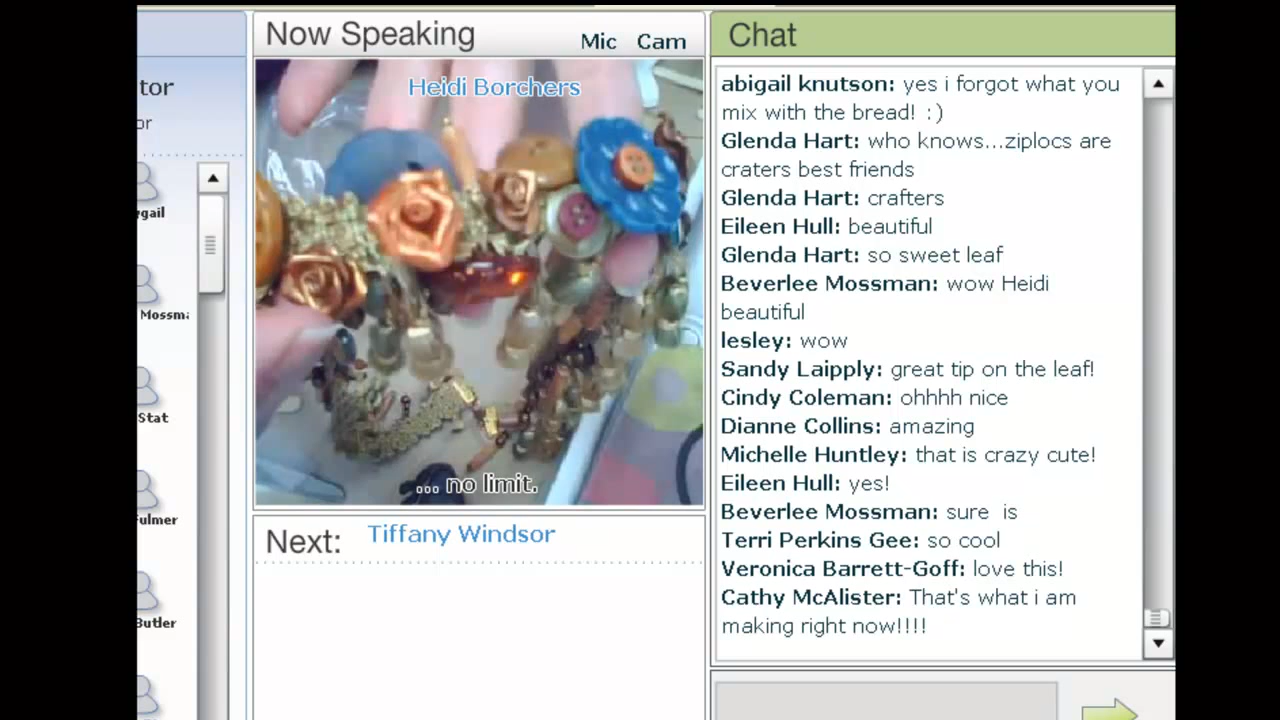 tor
or
ygail
Mossma
Stat
ulmer
Butler
Now Speaking
Mic Cam
Heidi Borchers
... no limit.
Next: Tiffany Windsor
Chat
abigail knutson: yes i forgot what you
mix with the bread! :)
Glenda Hart: who knows...ziplocs are
craters best friends
Glenda Hart: crafters
Eileen Hull: beautiful
Glenda Hart: so sweet leaf
Beverlee Mossman: wow Heidi
beautiful
lesley: wow
Sandy Laipply: great tip on the leaf!
Cindy Coleman: ohhhh nice
Dianne Collins: amazing
Michelle Huntley: that is crazy cute!
Eileen Hull: yes!
Beverlee Mossman: sure is
Terri Perkins Gee: so cool
Veronica Barrett-Goff: love this!
Cathy McAlister: That's what i am
making right now!!!!